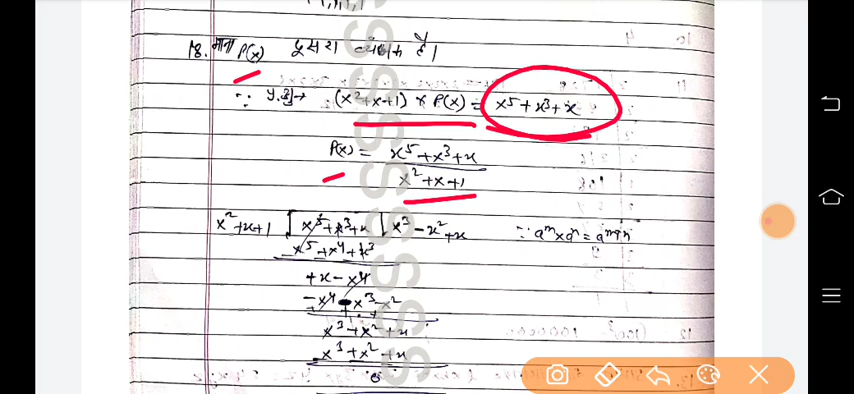 18. माना P(x) दुसरा व्यंजक है।
∵ प्र.से→ (x²+x+1) × P(x) = x⁵+x³+x
P(x) = x⁵+x³+x / x²+x+1
x²+x+1 x⁵+x³+x x³-x²+x ∵ aᵐ×aⁿ=aᵐ⁺ⁿ
x⁵+x⁴+x³
+x-x⁴
-x⁴ x³-x²
x³+x²+x
x³+x²+x
0
SSSSSSS